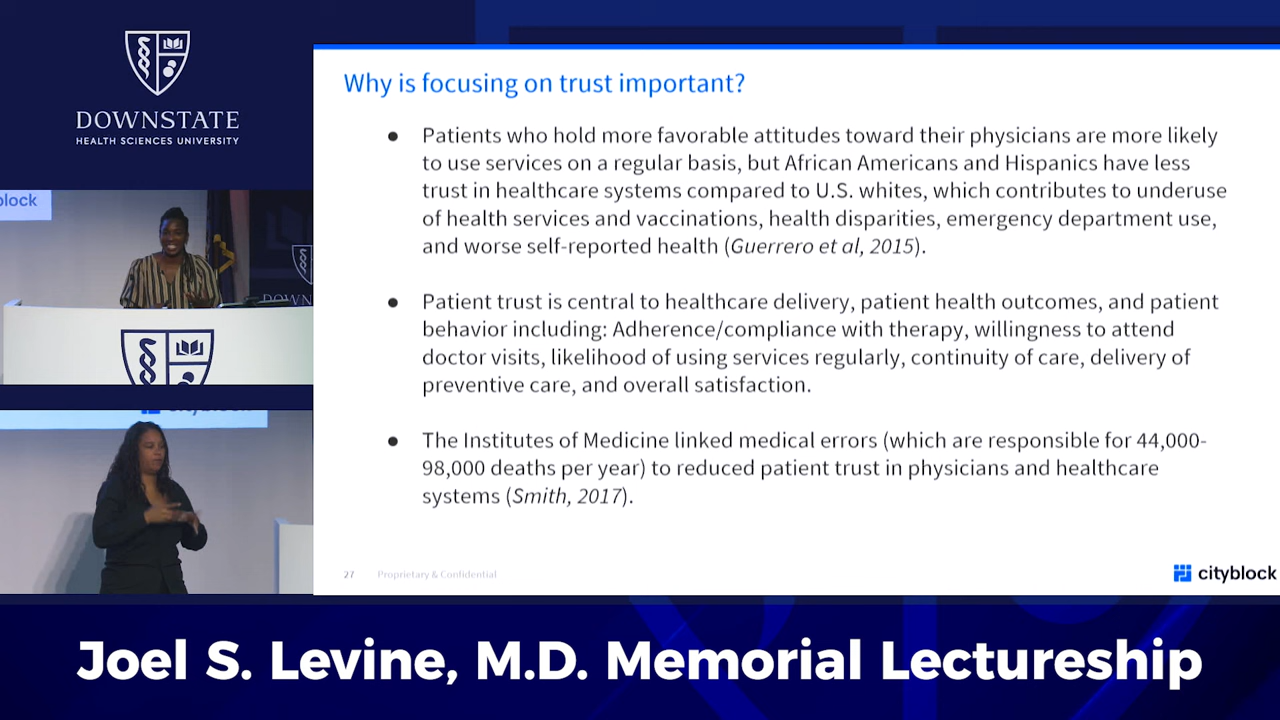 DOWNSTATE
HEALTH SCIENCES UNIVERSITY
Why is focusing on trust important?
● Patients who hold more favorable attitudes toward their physicians are more likely
to use services on a regular basis, but African Americans and Hispanics have less
trust in healthcare systems compared to U.S. whites, which contributes to underuse
of health services and vaccinations, health disparities, emergency department use,
and worse self-reported health (Guerrero et al, 2015).
● Patient trust is central to healthcare delivery, patient health outcomes, and patient
behavior including: Adherence/compliance with therapy, willingness to attend
doctor visits, likelihood of using services regularly, continuity of care, delivery of
preventive care, and overall satisfaction.
● The Institutes of Medicine linked medical errors (which are responsible for 44,000-
98,000 deaths per year) to reduced patient trust in physicians and healthcare
systems (Smith, 2017).
27 Proprietary & Confidential
cityblock
block
DOWN
cityblock
Joel S. Levine, M.D. Memorial Lectureship